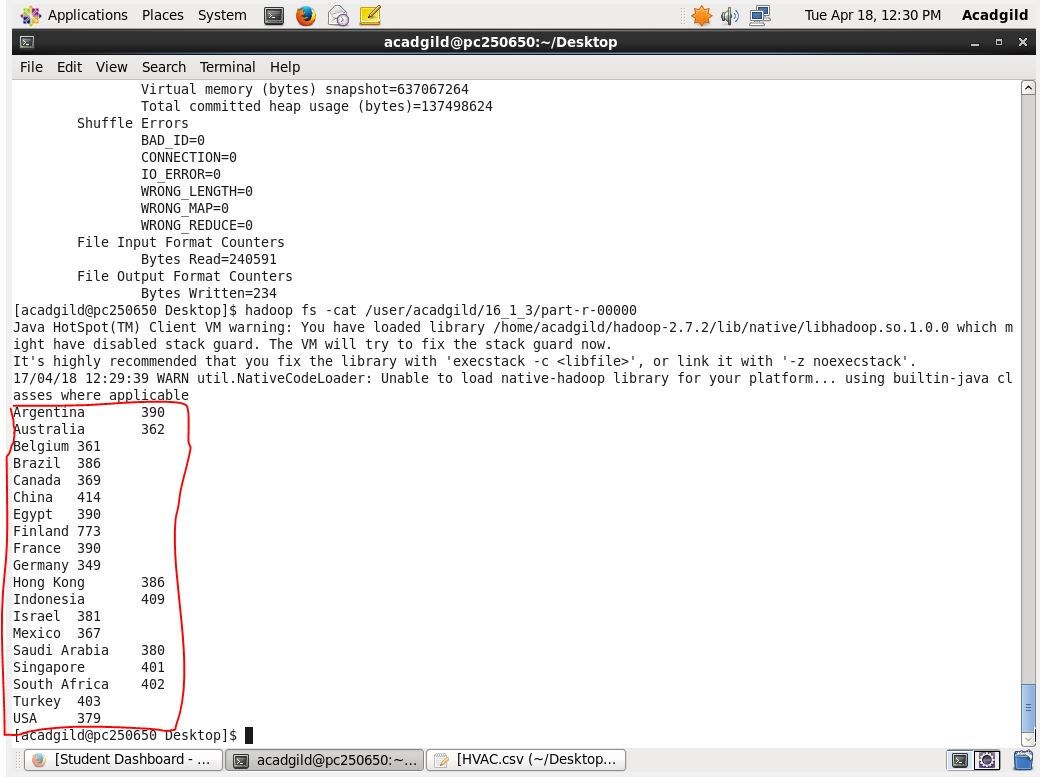 Applications Places System Tue Apr 18, 12:30 PM Acadgild
acadgild@pc250650:~/Desktop
File Edit View Search Terminal Help
Virtual memory (bytes) snapshot=637067264
Total committed heap usage (bytes)=137498624
Shuffle Errors
BAD_ID=0
CONNECTION=0
IO_ERROR=0
WRONG_LENGTH=0
WRONG_MAP=0
WRONG_REDUCE=0
File Input Format Counters
Bytes Read=240591
File Output Format Counters
Bytes Written=234
[acadgild@pc250650 Desktop]$ hadoop fs -cat /user/acadgild/16_1_3/part-r-00000
Java HotSpot(TM) Client VM warning: You have loaded library /home/acadgild/hadoop-2.7.2/lib/native/libhadoop.so.1.0.0 which m
ight have disabled stack guard. The VM will try to fix the stack guard now.
It's highly recommended that you fix the library with 'execstack -c <libfile>', or link it with '-z noexecstack'.
17/04/18 12:29:39 WARN util.NativeCodeLoader: Unable to load native-hadoop library for your platform... using builtin-java cl
asses where applicable
Argentina 390
Australia 362
Belgium 361
Brazil 386
Canada 369
China 414
Egypt 390
Finland 773
France 390
Germany 349
Hong Kong 386
Indonesia 409
Israel 381
Mexico 367
Saudi Arabia 380
Singapore 401
South Africa 402
Turkey 403
USA 379
[acadgild@pc250650 Desktop]$
[Student Dashboard - ... acadgild@pc250650:~... [HVAC.csv (~/Desktop...